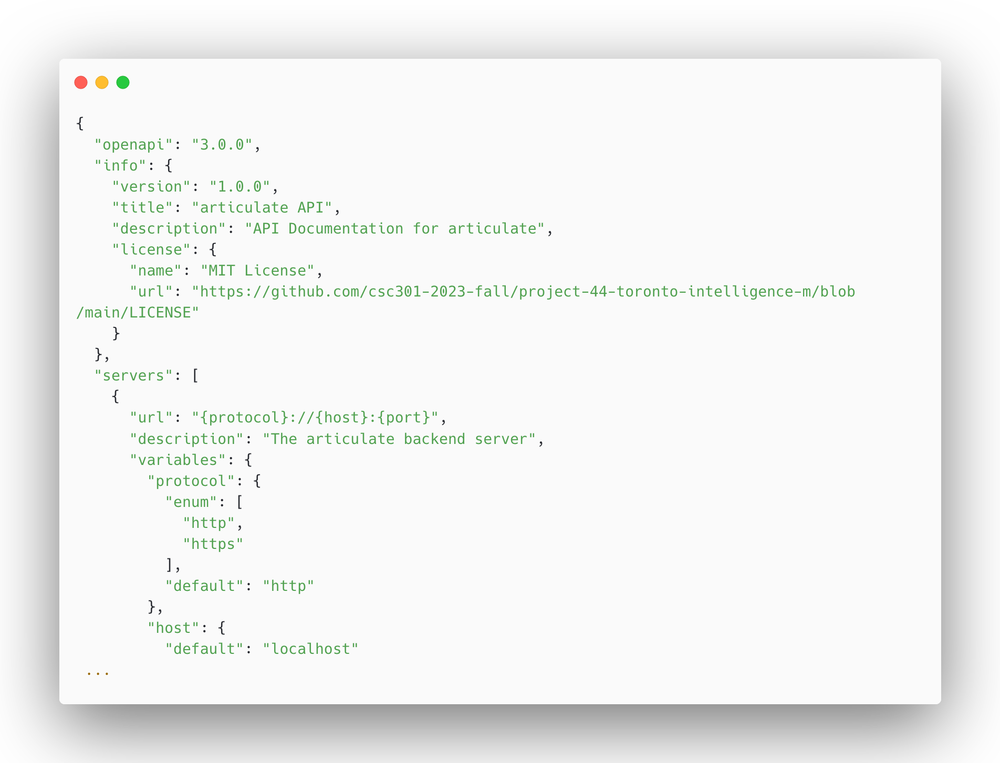 {
  "openapi": "3.0.0",
  "info": {
    "version": "1.0.0",
    "title": "articulate API",
    "description": "API Documentation for articulate",
    "license": {
      "name": "MIT License",
      "url": "https://github.com/csc301-2023-fall/project-44-toronto-intelligence-m/blob
/main/LICENSE"
    }
  },
  "servers": [
    {
      "url": "{protocol}://{host}:{port}",
      "description": "The articulate backend server",
      "variables": {
        "protocol": {
          "enum": [
            "http",
            "https"
          ],
          "default": "http"
        },
        "host": {
          "default": "localhost"
 ...